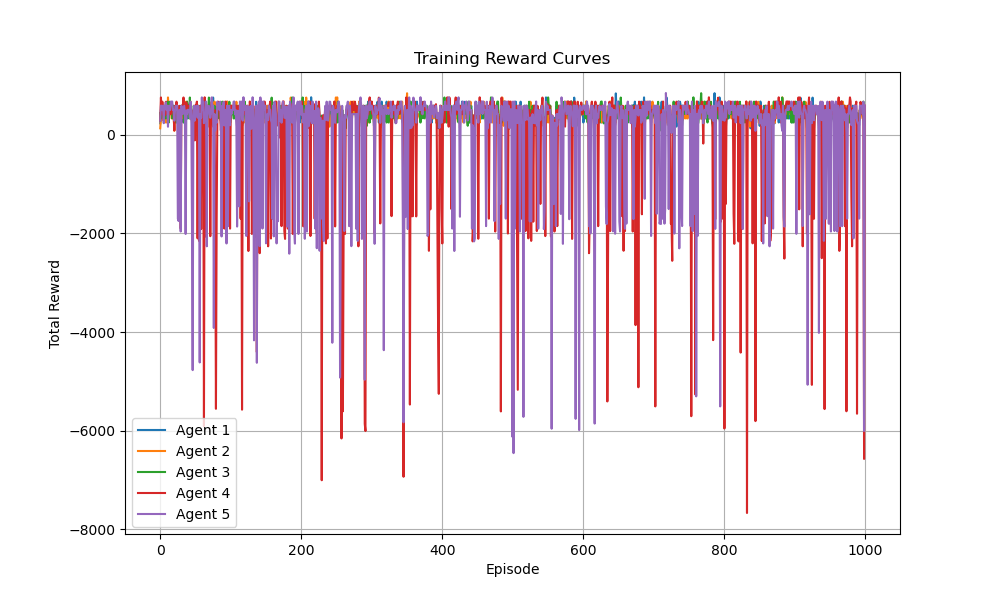 Training Reward Curves
Total Reward
0
−2000
−4000
−6000
−8000
Agent 1
Agent 2
Agent 3
Agent 4
Agent 5
0 200 400 600 800 1000
Episode